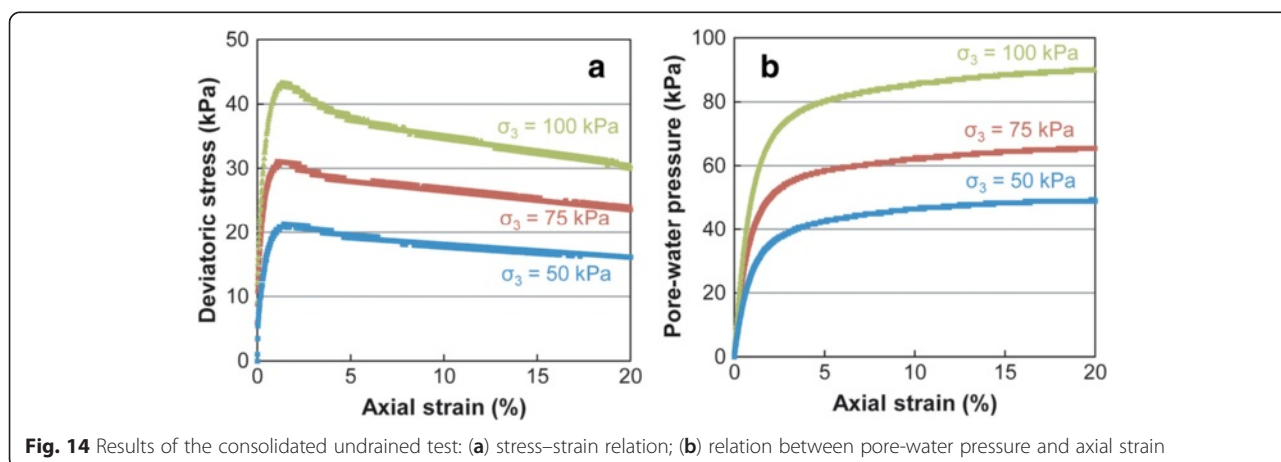 a
50
40
30
20
10
0
Deviatoric stress (kPa)
σ3 = 100 kPa
σ3 = 75 kPa
σ3 = 50 kPa
0 5 10 15 20
Axial strain (%)
b
100
80
60
40
20
0
Pore-water pressure (kPa)
σ3 = 100 kPa
σ3 = 75 kPa
σ3 = 50 kPa
0 5 10 15 20
Axial strain (%)
Fig. 14 Results of the consolidated undrained test: (a) stress–strain relation; (b) relation between pore-water pressure and axial strain